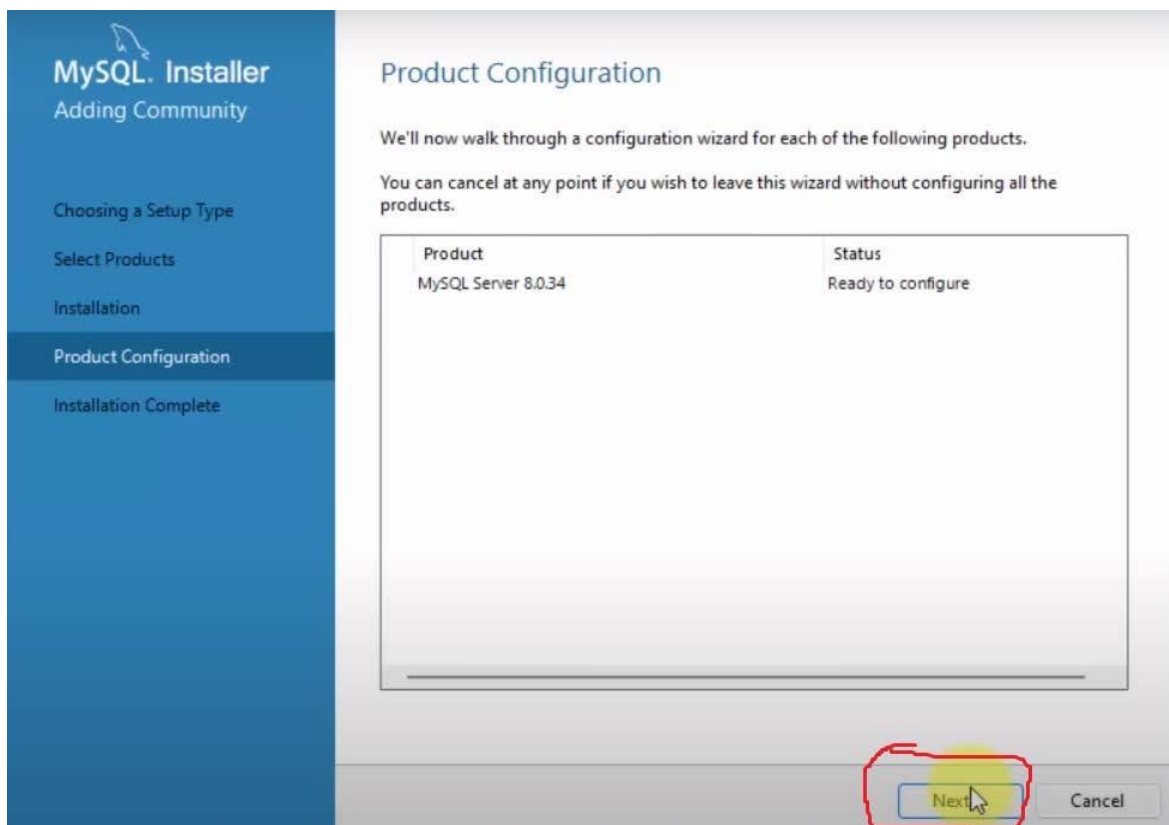 MySQL. Installer
Adding Community
Choosing a Setup Type
Select Products
Installation
Product Configuration
Installation Complete
Product Configuration
We'll now walk through a configuration wizard for each of the following products.
You can cancel at any point if you wish to leave this wizard without configuring all the
products.
Product Status
MySQL Server 8.0.34 Ready to configure
Next Cancel